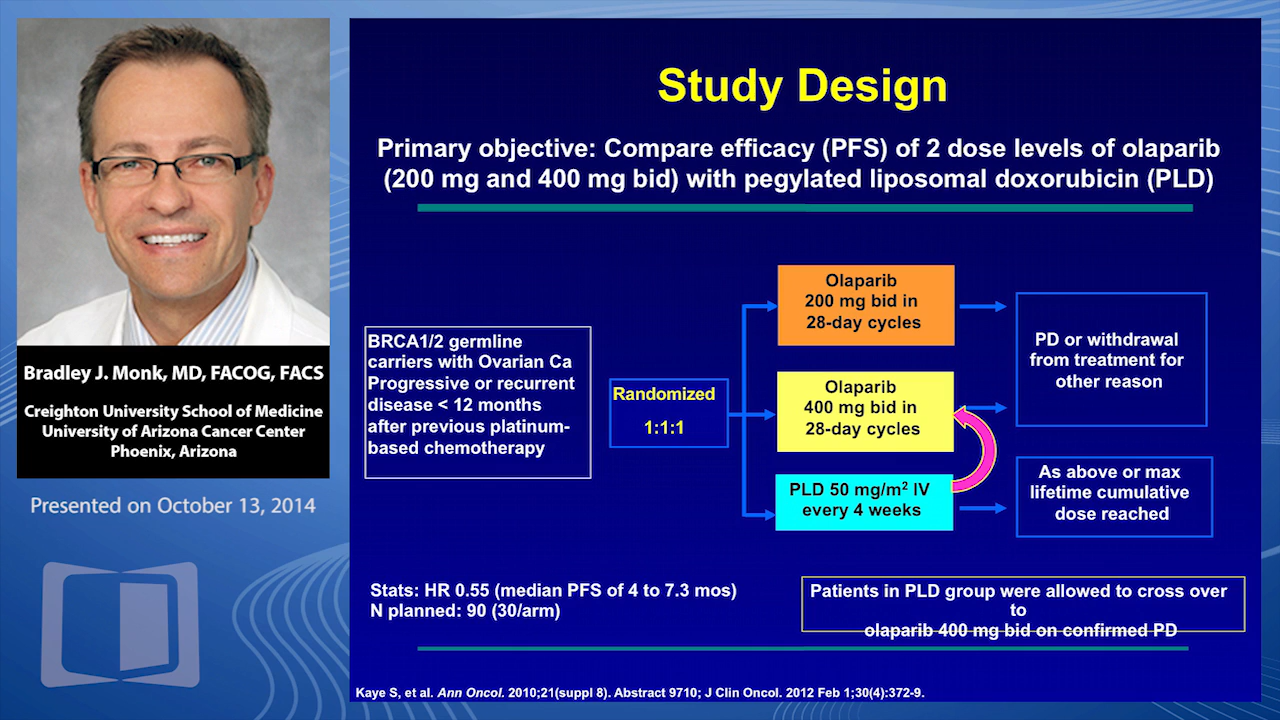 Study Design
Primary objective: Compare efficacy (PFS) of 2 dose levels of olaparib
(200 mg and 400 mg bid) with pegylated liposomal doxorubicin (PLD)
BRCA1/2 germline
carriers with Ovarian Ca
Progressive or recurrent
disease < 12 months
after previous platinum-
based chemotherapy
Randomized
1:1:1
Olaparib
200 mg bid in
28-day cycles
Olaparib
400 mg bid in
28-day cycles
PLD 50 mg/m² IV
every 4 weeks
PD or withdrawal
from treatment for
other reason
As above or max
lifetime cumulative
dose reached
Stats: HR 0.55 (median PFS of 4 to 7.3 mos)
N planned: 90 (30/arm)
Patients in PLD group were allowed to cross over
to
olaparib 400 mg bid on confirmed PD
Kaye S, et al. Ann Oncol. 2010;21(suppl 8). Abstract 9710; J Clin Oncol. 2012 Feb 1;30(4):372-9.
Bradley J. Monk, MD, FACOG, FACS
Creighton University School of Medicine
University of Arizona Cancer Center
Phoenix, Arizona
Presented on October 13, 2014